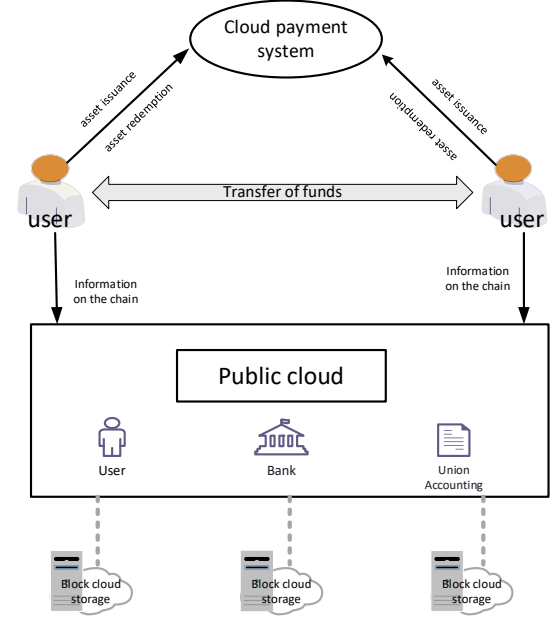 Cloud payment
system
asset issuance
asset redemption
asset issuance
asset redemption
Transfer of funds
user
user
Information
on the chain
Information
on the chain
Public cloud
User
Bank
Union
Accounting
Block cloud
storage
Block cloud
storage
Block cloud
storage